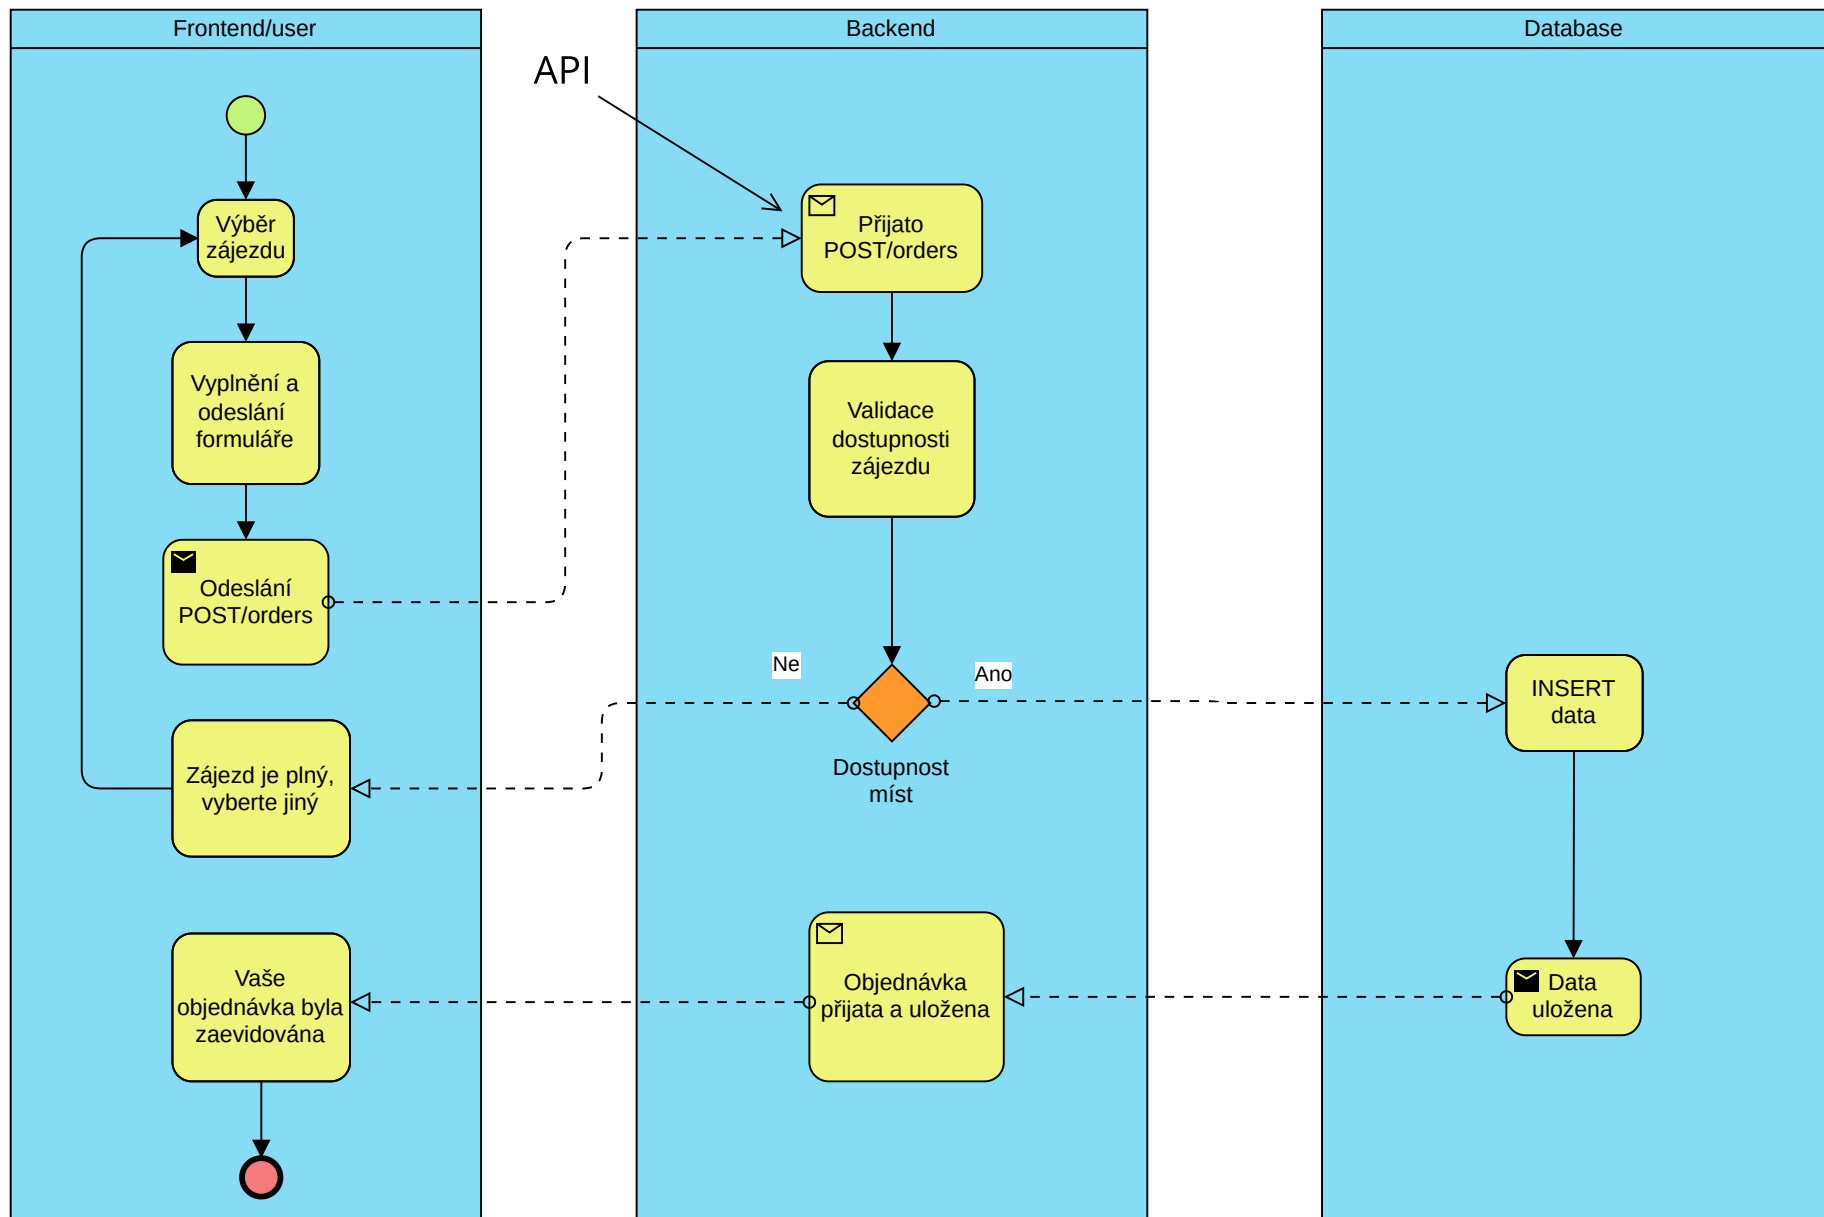 Frontend/user
Backend
Database
API
Výběr
zájezdu
Vyplnění a
odeslání
formuláře
Odeslání
POST/orders
Zájezd je plný,
vyberte jiný
Vaše
objednávka byla
zaevidována
Přijato
POST/orders
Validace
dostupnosti
zájezdu
Ne
Ano
Dostupnost
míst
Objednávka
přijata a uložena
INSERT
data
Data
uložena